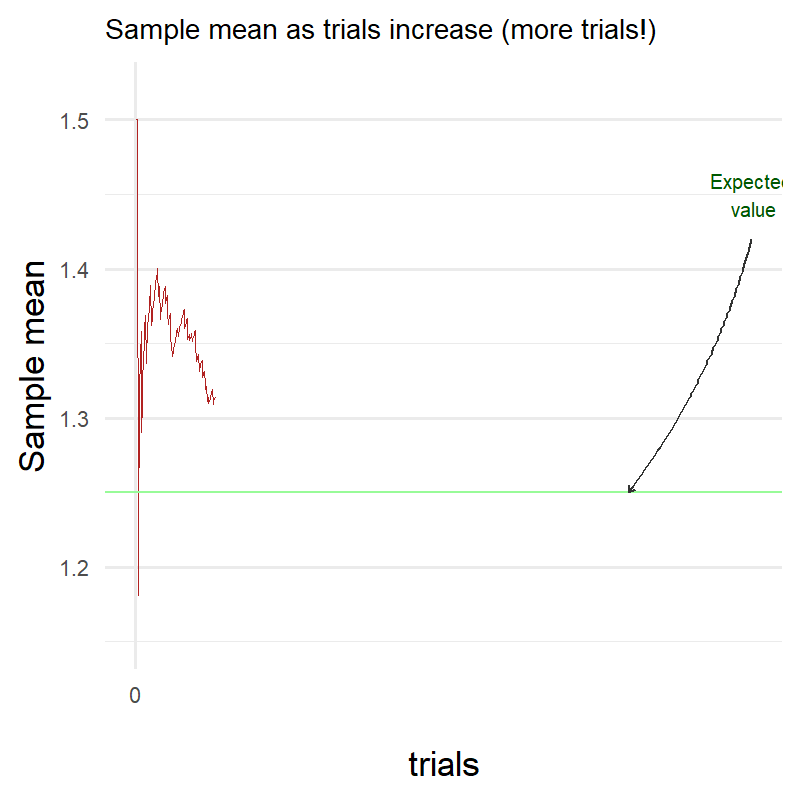 Sample mean as trials increase (more trials!)
1.5
Expected
value
1.4
1.3
1.2
Sample mean
0
trials